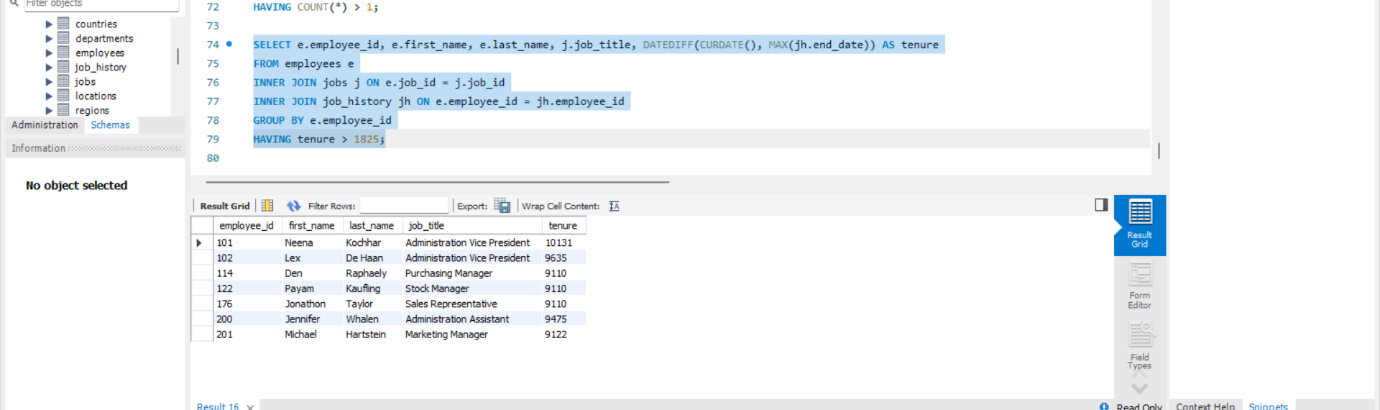 Filter objects
countries
departments
employees
job_history
jobs
locations
regions
Administration Schemas
Information
No object selected
72 HAVING COUNT(*) > 1;
73
74 SELECT e.employee_id, e.first_name, e.last_name, j.job_title, DATEDIFF(CURDATE(), MAX(jh.end_date)) AS tenure
75 FROM employees e
76 INNER JOIN jobs j ON e.job_id = j.job_id
77 INNER JOIN job_history jh ON e.employee_id = jh.employee_id
78 GROUP BY e.employee_id
79 HAVING tenure > 1825;
80
Result Grid Filter Rows: Export: Wrap Cell Content: IA
employee_id first_name last_name job_title tenure
101 Neena Kochhar Administration Vice President 10131
102 Lex De Haan Administration Vice President 9635
114 Den Raphaely Purchasing Manager 9110
122 Payam Kaufling Stock Manager 9110
176 Jonathon Taylor Sales Representative 9110
200 Jennifer Whalen Administration Assistant 9475
201 Michael Hartstein Marketing Manager 9122
Result
Grid
Form
Editor
Field
Types
Result 16 ×
Read Only Context Help Snippets